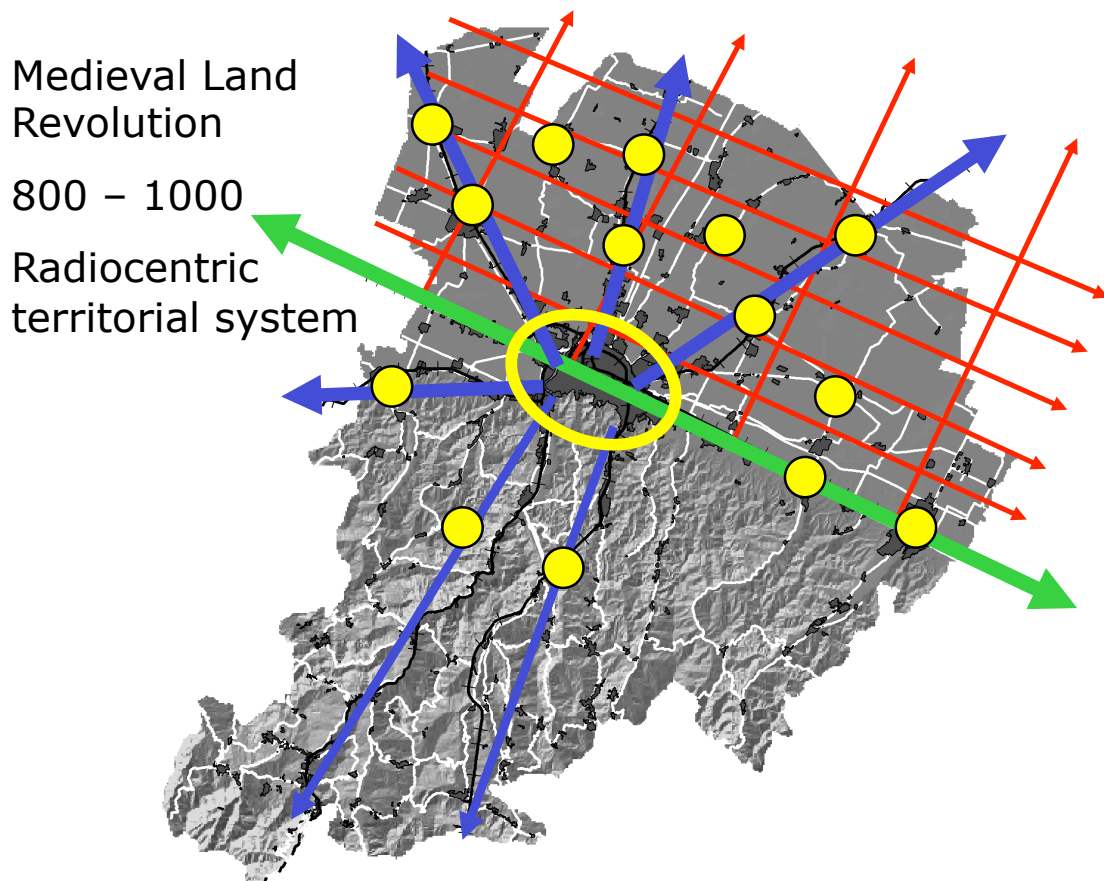 Medieval Land
Revolution
800 – 1000
Radiocentric
territorial system